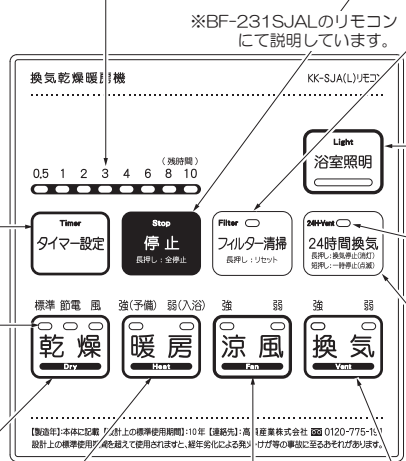 ※BF-231SJALのリモコン
にて説明しています。
換気乾燥暖房機 KK-SJA(L)リモコン
Light
浴室照明
(残時間)
0.5 1 2 3 4 6 8 10
Timer
タイマー設定
Stop
停止
長押し:全停止
Filter
フィルター清掃
長押し:リセット
24H-Vent
24時間換気
長押し:換気停止(消灯)
短押し:一時停止(点滅)
標準 節電 風 強(予備) 弱(入浴) 強 弱 強 弱
乾燥 暖房 涼風 換気
Dry Heat Fan Vent
【製造年】:本体に記載 【設計上の標準使用期間】:10年 【連絡先】:高 産業株式会社 0120-775-1
設計上の標準使用期 を超えて使用されますと、経年劣化による発火 けが等の事故に至るおそれがあります。